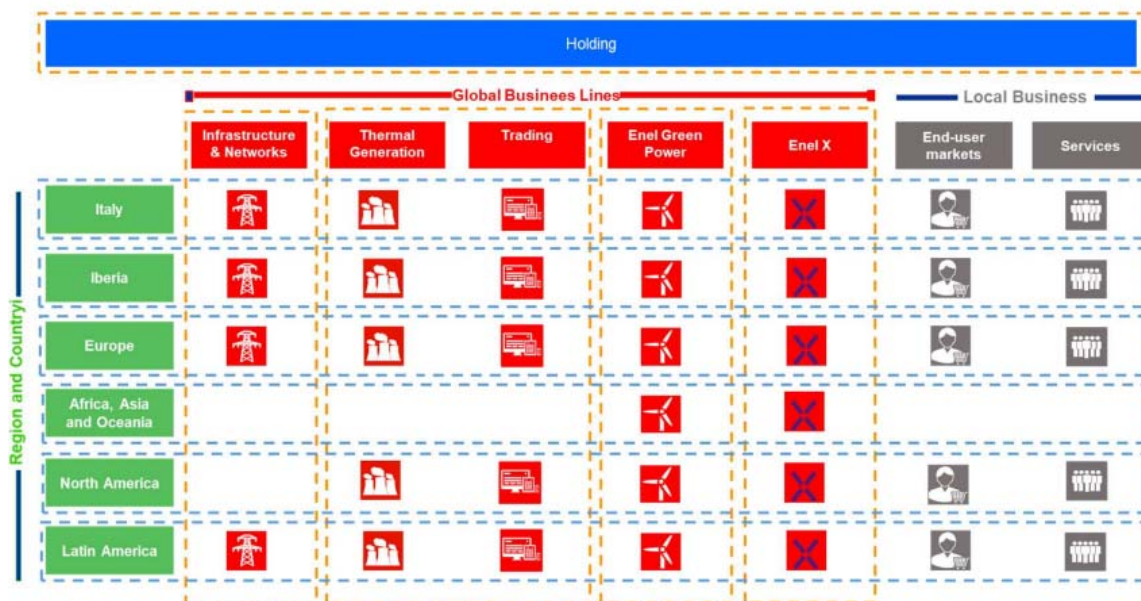 Holding
Global Businees Lines
Local Business
Infrastructure
& Networks
Thermal
Generation
Trading
Enel Green
Power
Enel X
End-user
markets
Services
Region and Countryi
Italy
Iberia
Europe
Africa, Asia
and Oceania
North America
Latin America